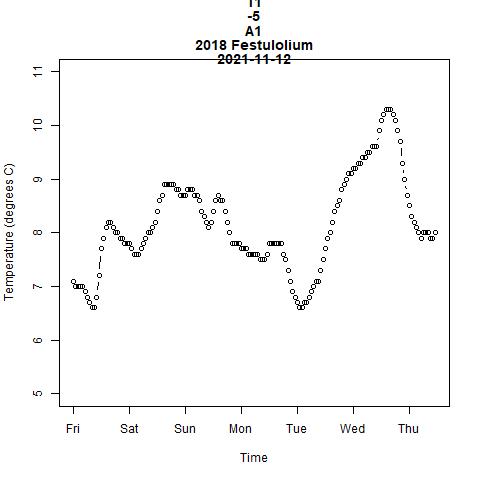 T1
-5
A1
2018 Festulolium
2021-11-12
Temperature (degrees C)
11
10
9
8
7
6
5
Fri Sat Sun Mon Tue Wed Thu
Time